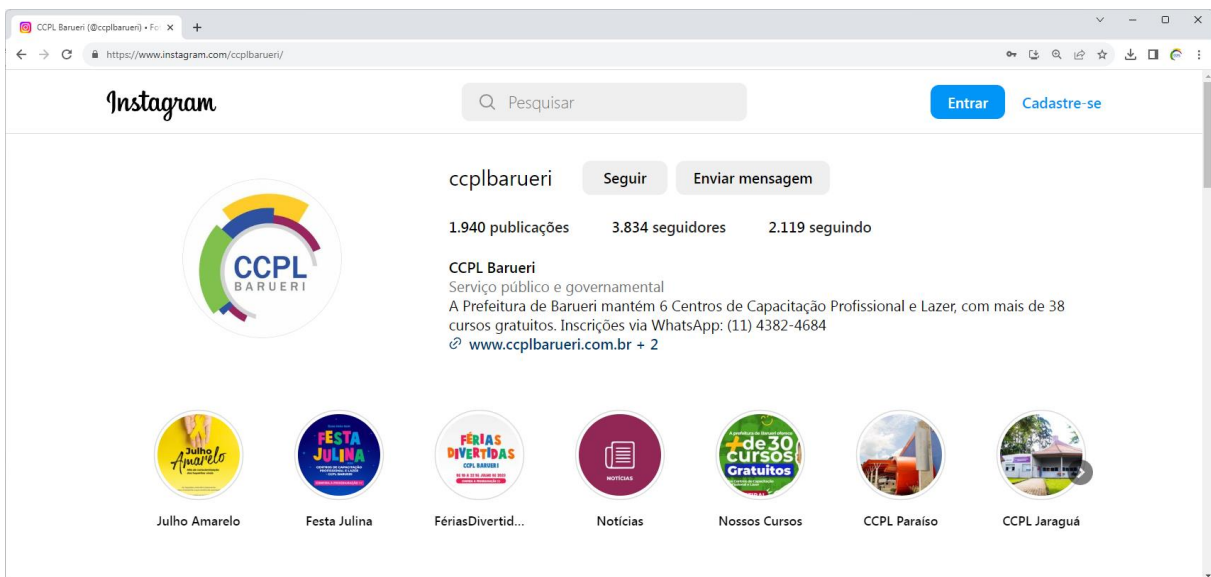 CCPL Barueri (@ccplbarueri) • Fo
https://www.instagram.com/ccplbarueri/
Instagram
Pesquisar
Entrar
Cadastre-se
ccplbarueri
Seguir
Enviar mensagem
1.940 publicações
3.834 seguidores
2.119 seguindo
CCPL
BARUERI
CCPL Barueri
Serviço público e governamental
A Prefeitura de Barueri mantém 6 Centros de Capacitação Profissional e Lazer, com mais de 38
cursos gratuitos. Inscrições via WhatsApp: (11) 4382-4684
www.ccplbarueri.com.br + 2
Julho
Amarelo
FESTA
JULINA
FÉRIAS
DIVERTIDAS
CCPL BARUERI
NOTÍCIAS
A prefeitura de Barueri oferece
+de 30
cursos
Gratuitos
Julho Amarelo
Festa Julina
FériasDivertid...
Notícias
Nossos Cursos
CCPL Paraíso
CCPL Jaraguá